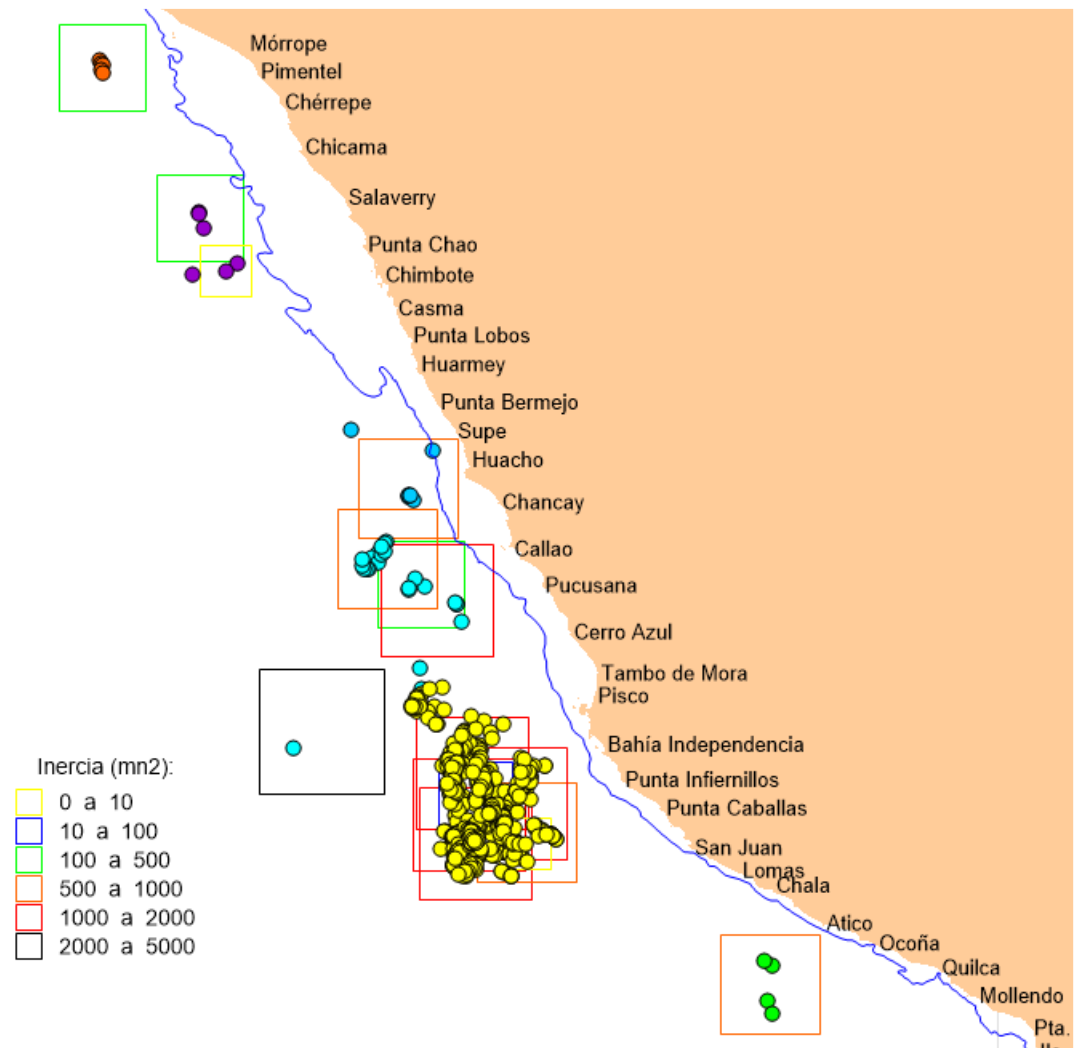 Mórrope
Pimentel
Chérrepe
Chicama
Salaverry
Punta Chao
Chimbote
Casma
Punta Lobos
Huarmey
Punta Bermejo
Supe
Huacho
Chancay
Callao
Pucusana
Cerro Azul
Tambo de Mora
Pisco
Bahía Independencia
Punta Infiernillos
Punta Caballas
San Juan
Lomas
Chala
Atico
Ocoña
Quilca
Mollendo
Pta.
Inercia (mn2):
0 a 10
10 a 100
100 a 500
500 a 1000
1000 a 2000
2000 a 5000